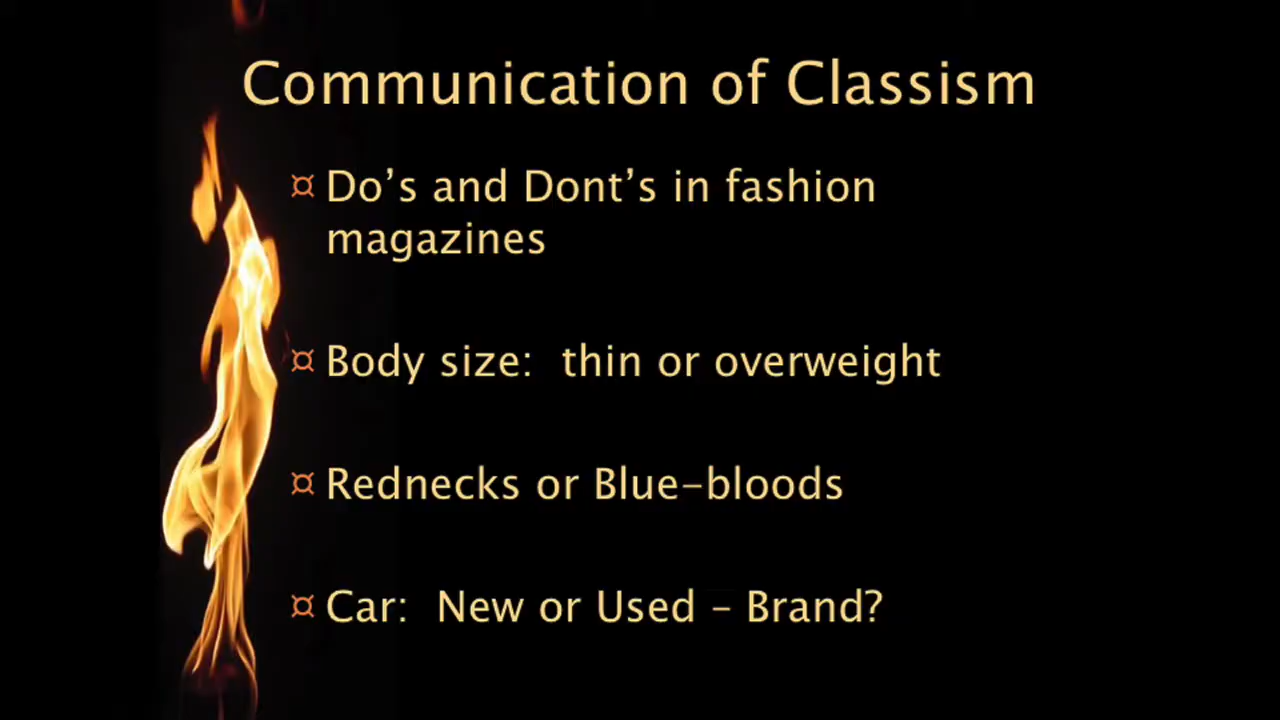 Communication of Classism
¤ Do’s and Dont’s in fashion
magazines
¤ Body size:  thin or overweight
¤ Rednecks or Blue-bloods
¤ Car:  New or Used – Brand?